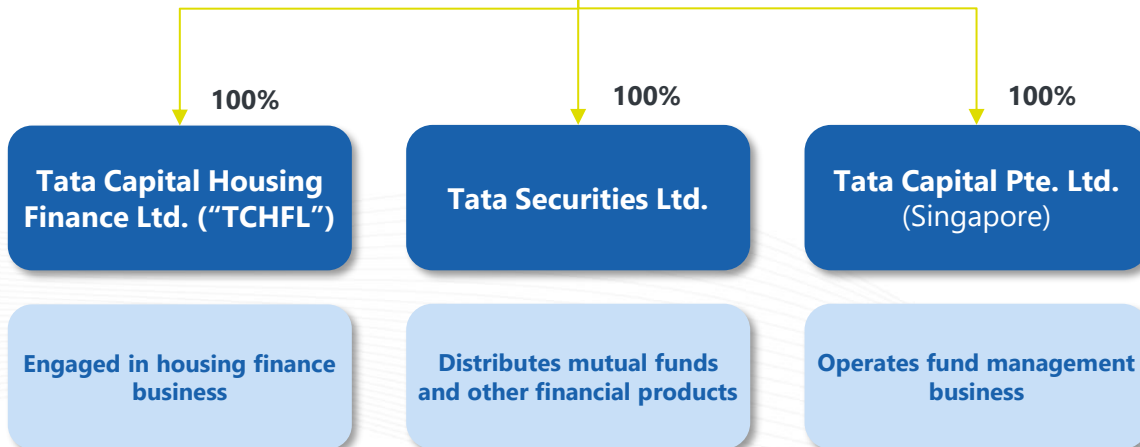 100%
100%
100%
Tata Capital Housing
Finance Ltd. (“TCHFL”)
Tata Securities Ltd.
Tata Capital Pte. Ltd.
(Singapore)
Engaged in housing finance
business
Distributes mutual funds
and other financial products
Operates fund management
business